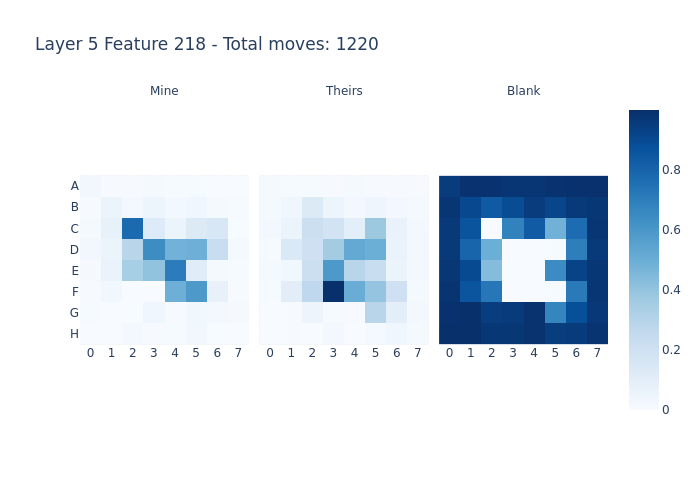 Layer 5 Feature 218 - Total moves: 1220
Mine Theirs Blank
A
B
C
D
E
F
G
H
0 1 2 3 4 5 6 7 0 1 2 3 4 5 6 7 0 1 2 3 4 5 6 7
0.8
0.6
0.4
0.2
0